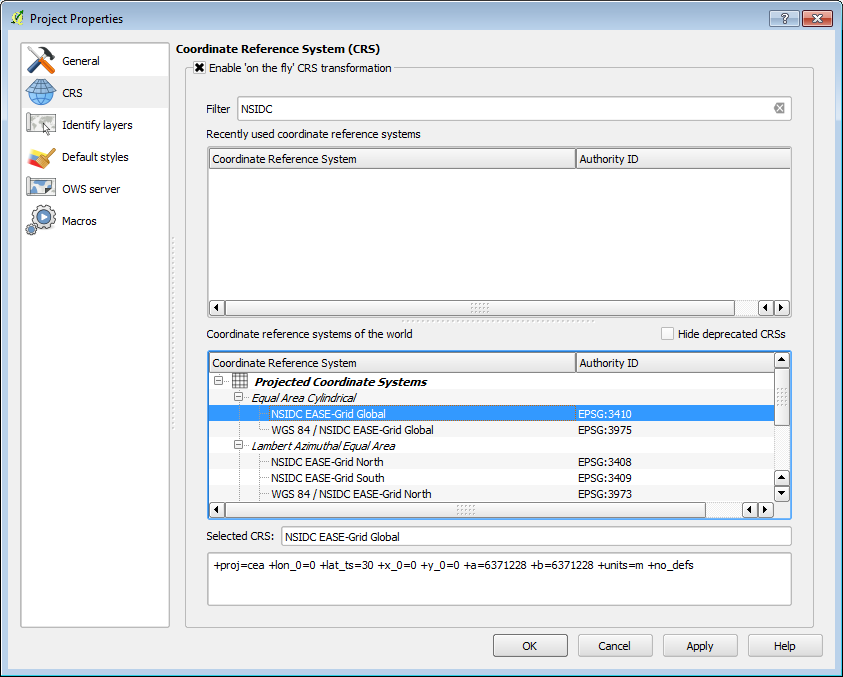 Project Properties
General
CRS
Identify layers
Default styles
OWS server
Macros
Coordinate Reference System (CRS)
Enable 'on the fly' CRS transformation
Filter NSIDC
Recently used coordinate reference systems
Coordinate Reference System Authority ID
Coordinate reference systems of the world Hide deprecated CRSs
Coordinate Reference System Authority ID
Projected Coordinate Systems
Equal Area Cylindrical
NSIDC EASE-Grid Global EPSG:3410
WGS 84 / NSIDC EASE-Grid Global EPSG:3975
Lambert Azimuthal Equal Area
NSIDC EASE-Grid North EPSG:3408
NSIDC EASE-Grid South EPSG:3409
WGS 84 / NSIDC EASE-Grid North EPSG:3973
Selected CRS: NSIDC EASE-Grid Global
+proj=cea +lon_0=0 +lat_ts=30 +x_0=0 +y_0=0 +a=6371228 +b=6371228 +units=m +no_defs
OK Cancel Apply Help